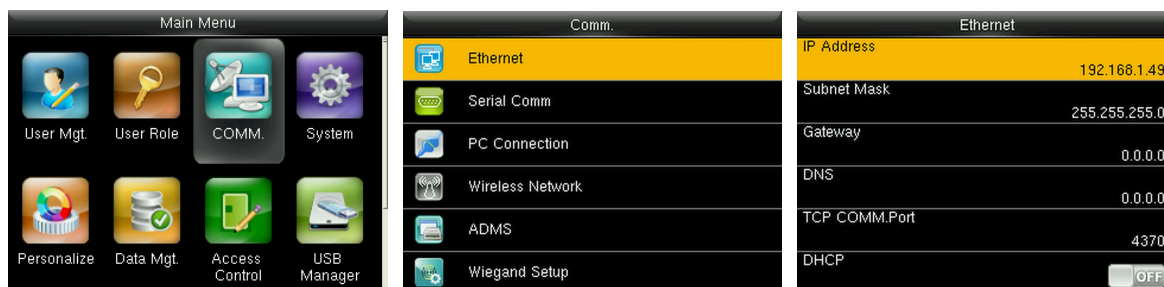 Main Menu
User Mgt.
User Role
COMM.
System
Personalize
Data Mgt.
Access
Control
USB
Manager
Comm.
Ethernet
Serial Comm
PC Connection
Wireless Network
ADMS
Wiegand Setup
Ethernet
IP Address
192.168.1.49
Subnet Mask
255.255.255.0
Gateway
0.0.0.0
DNS
0.0.0.0
TCP COMM.Port
4370
DHCP
OFF